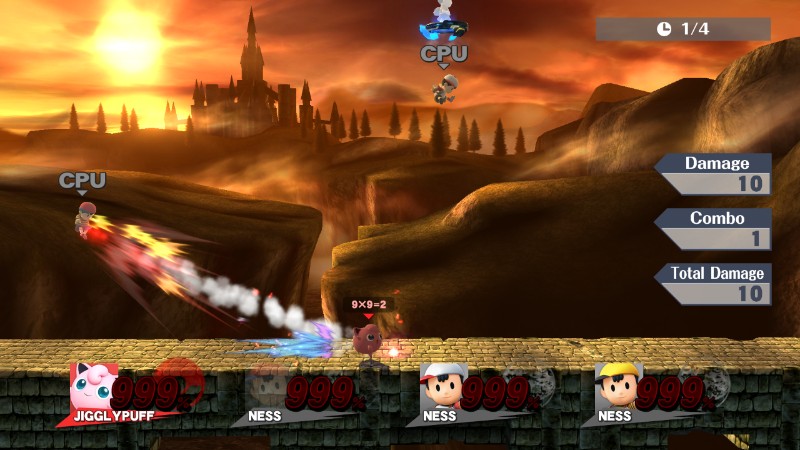 1/4
CPU
Damage
10
CPU
Combo
1
Total Damage
10
9×9=2
999%
999%
999%
999%
JIGGLYPUFF
NESS
NESS
NESS